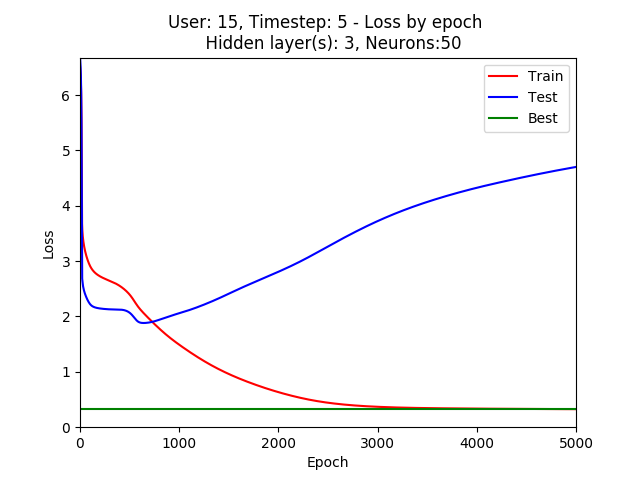 User: 15, Timestep: 5 - Loss by epoch
Hidden layer(s): 3, Neurons:50
Train
Test
Best
Loss
6
5
4
3
2
1
0
0
1000
2000
3000
4000
5000
Epoch